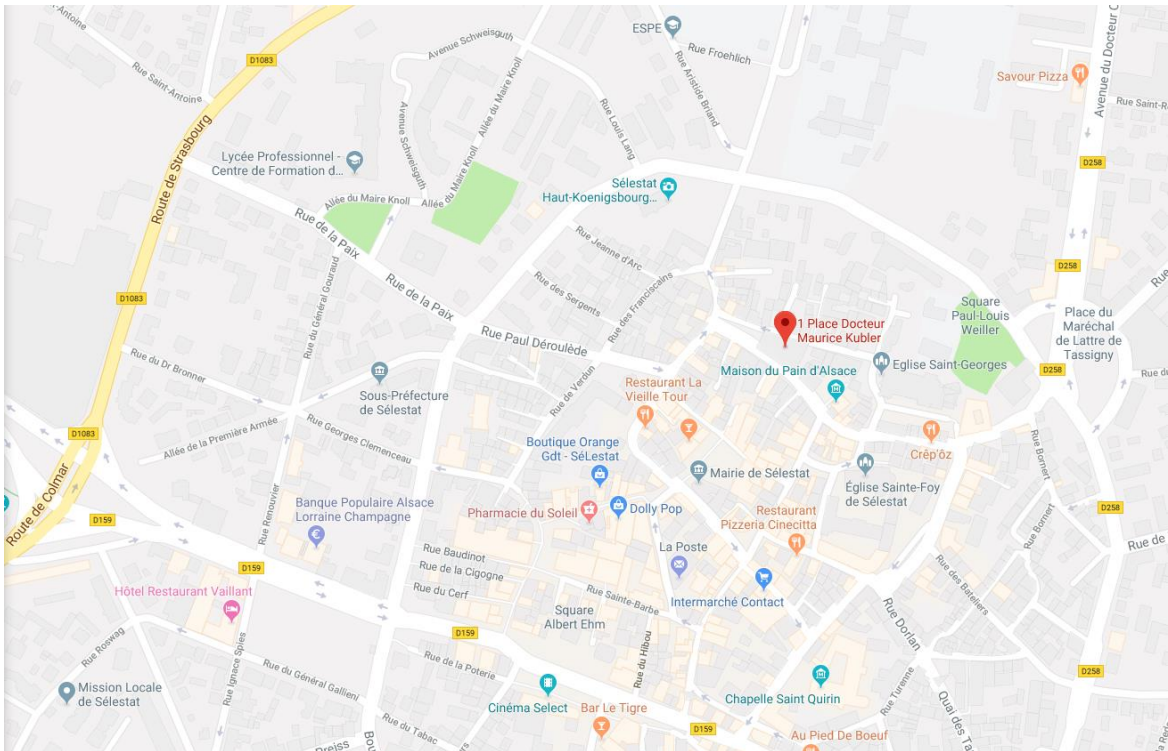 Saint-Antoine
Rue Saint-Antoine
D1083
Route de Strasbourg
Avenue Schweisguth
Allée du Maire Knoll
Avenue Schweisguth
Allée du Maire Knoll
Allée du Maire Knoll
ESPE
Rue Froehlich
Rue Aristide Briand
Rue Louis Lang
Savour Pizza
Avenue du Docteur
D258
Lycée Professionnel -
Centre de Formation d...
Sélestat
Haut-Koenigsbourg...
Rue de la Paix
Rue de la Paix
Rue du Général Gouraud
Rue Jeanne d'Arc
Rue des Sergents
Rue des Franciscains
D258
D1083
Square
Paul-Louis
Weiller
Place du
Maréchal
de Lattre de
Tassigny
1 Place Docteur
Maurice Kubler
Rue Paul Déroulède
Rue du Dr Bronner
Sous-Préfecture
de Sélestat
Rue de Verdun
Restaurant La
Vieille Tour
Maison du Pain d'Alsace
Eglise Saint-Georges
D258
Rue du
D1083
Route de Colmar
Allée de la Première Armée
Rue Georges Clemenceau
Rue Renouvier
Boutique Orange
Gdt - SéLestat
Mairie de Sélestat
Crêp'ôz
Église Sainte-Foy
de Sélestat
Rue Bornert
Rue Bornert
D258
Rue de
Banque Populaire Alsace
Lorraine Champagne
Pharmacie du Soleil
Dolly Pop
Restaurant
Pizzeria Cinecitta
D159
D159
Rue Baudinot
Rue de la Cigogne
Rue du Cerf
La Poste
Intermarché Contact
Rue Sainte-Barbe
Square
Albert Ehm
Rue du Hibou
Rue des Bateliers
Rue Dorlan
Hôtel Restaurant Vaillant
Rue Roswag
Rue Ignace Spies
D159
Rue de la Poterie
Rue du Général Gallieni
Mission Locale
de Sélestat
Cinéma Select
Bar Le Tigre
Chapelle Saint Quirin
Rue Turenne
D258
D159
Rue du Tabac
Au Pied De Boeuf